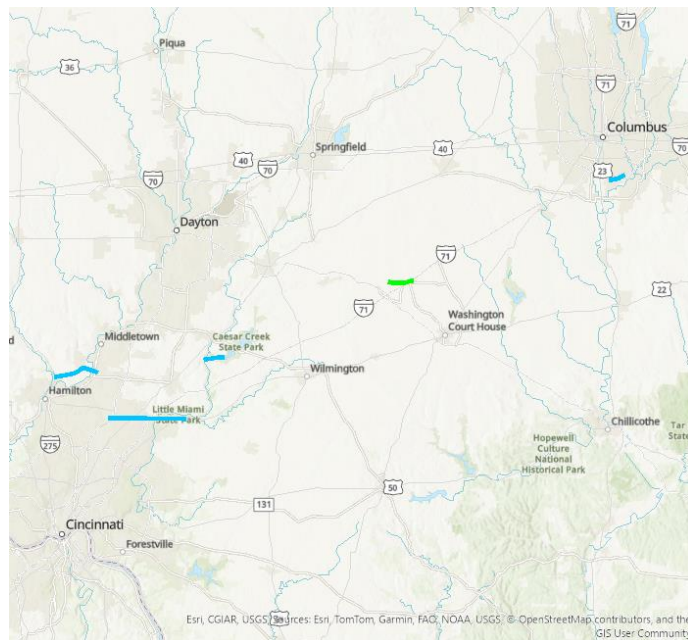 71
Piqua
36
71
Columbus
Springfield
40
40
70
23
70
70
Dayton
71
71
22
Washington
Court House
Middletown
Caesar Creek
State Park
d
Wilmington
Hamilton
Little Miami
State Park
Chillicothe
Tar
State
275
Hopewell
Culture
National
Historical Park
50
131
Cincinnati
Forestville
Esri, CGIAR, USGS
Sources: Esri, TomTom, Garmin, FAO, NOAA, USGS, © OpenStreetMap contributors, and the
GIS User Community